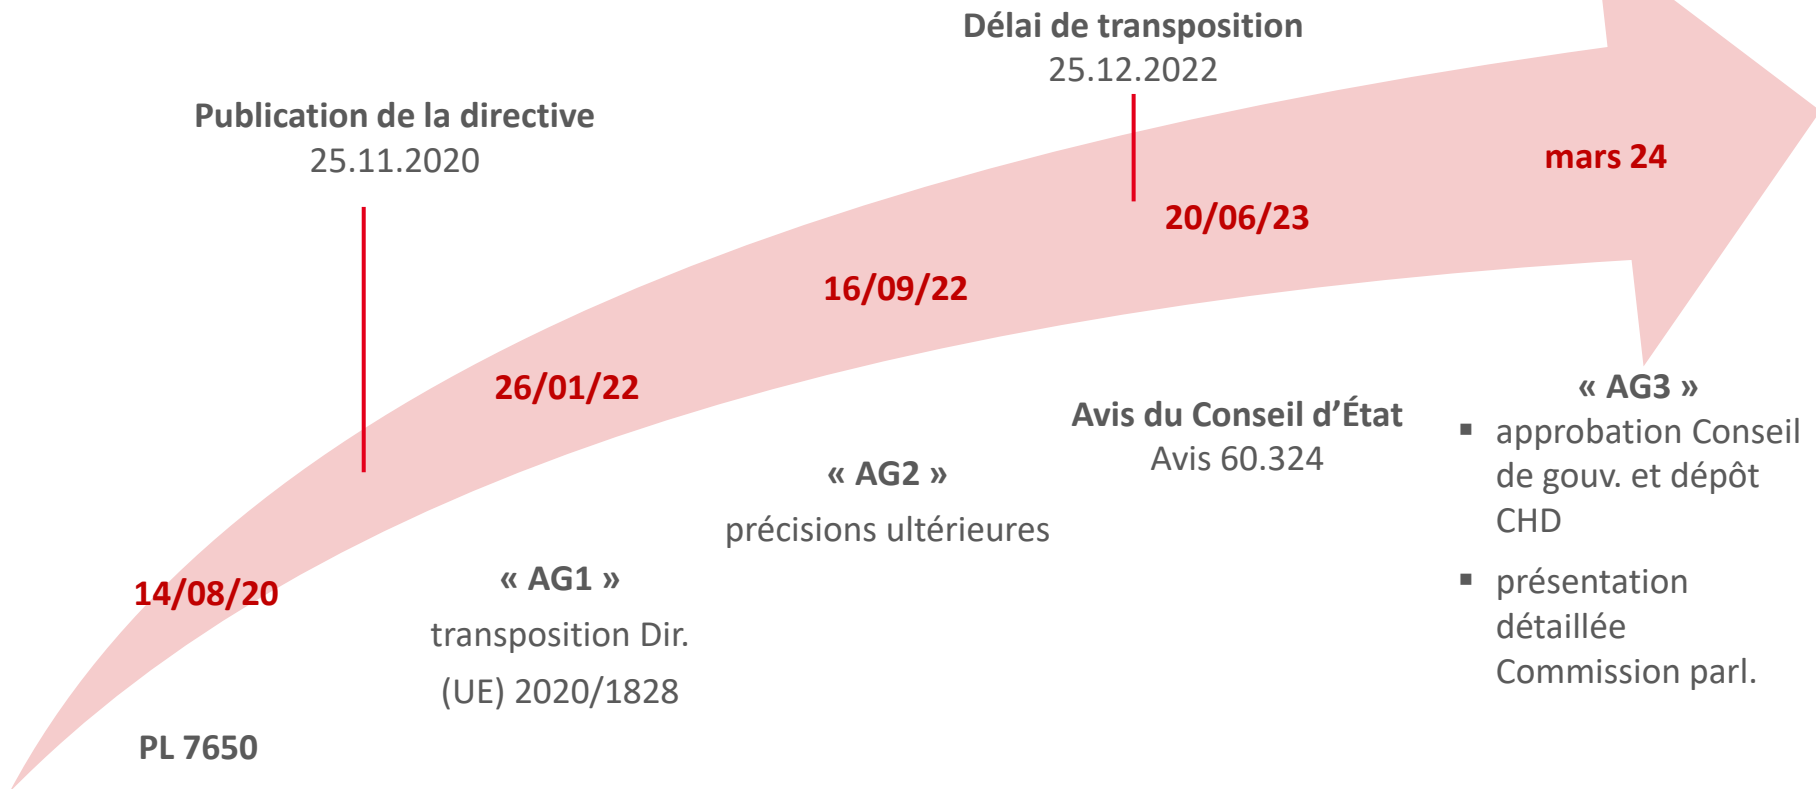 Délai de transposition
25.12.2022
Publication de la directive
25.11.2020
mars 24
20/06/23
16/09/22
26/01/22
14/08/20
« AG3 »
▪ approbation Conseil
de gouv. et dépôt
CHD
▪ présentation
détaillée
Commission parl.
Avis du Conseil d’État
Avis 60.324
« AG2 »
précisions ultérieures
« AG1 »
transposition Dir.
(UE) 2020/1828
PL 7650